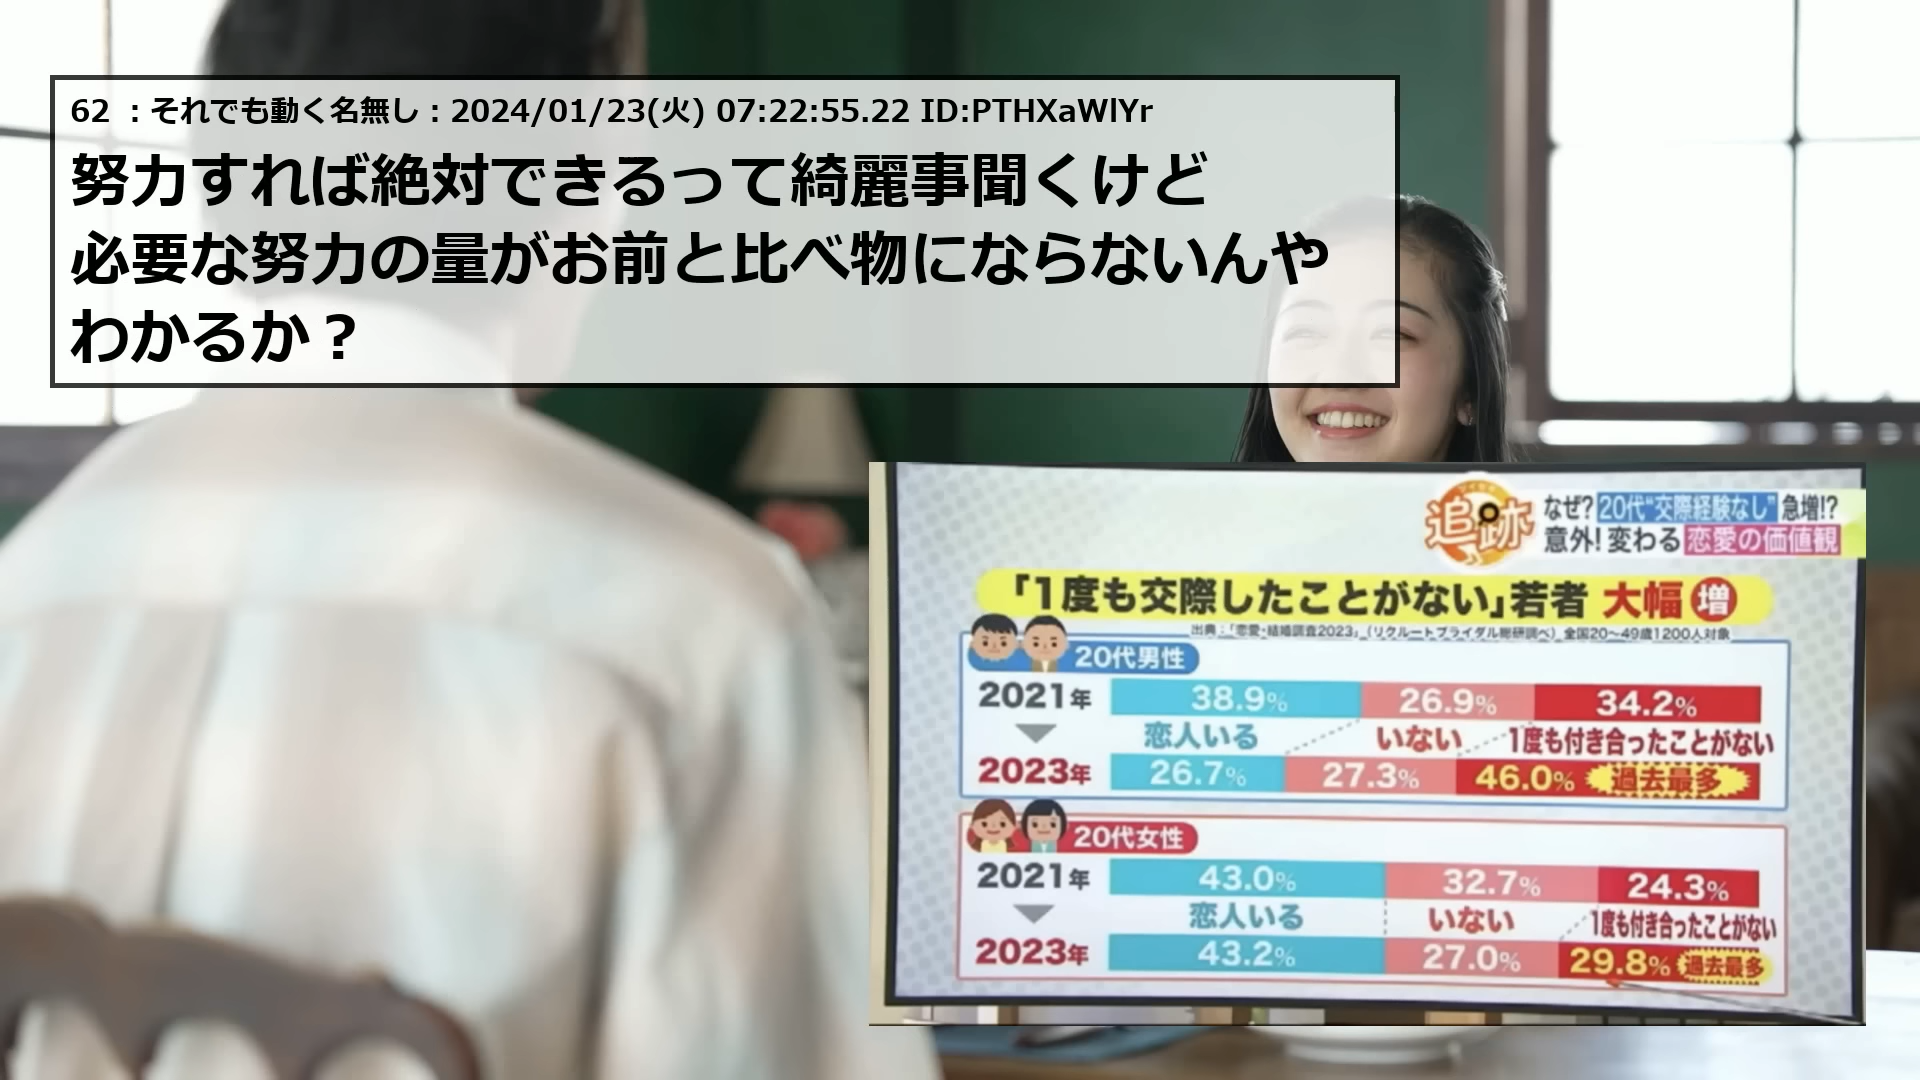 62 ：それでも動く名無し：2024/01/23(火) 07:22:55.22 ID:PTHXaWlYr
努力すれば絶対できるって綺麗事聞くけど
必要な努力の量がお前と比べ物にならないんや
わかるか？
追跡
なぜ?20代“交際経験なし”急増!?
意外!変わる恋愛の価値観
「1度も交際したことがない」若者 大幅増
出典：「恋愛・結婚調査2023」(リクルートブライダル総研調べ) 全国20～49歳1200人対象
20代男性
2021年 38.9% 26.9% 34.2%
恋人いる いない 1度も付き合ったことがない
2023年 26.7% 27.3% 46.0% 過去最多
20代女性
2021年 43.0% 32.7% 24.3%
恋人いる いない 1度も付き合ったことがない
2023年 43.2% 27.0% 29.8% 過去最多